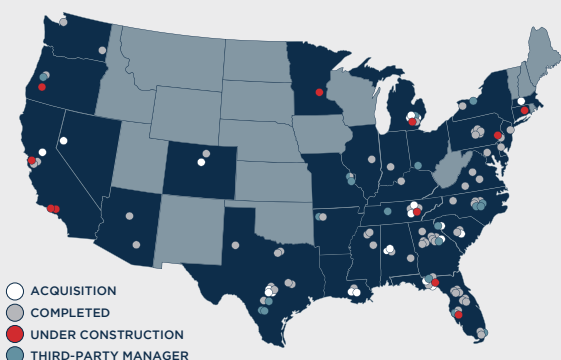 ACQUISITION
COMPLETED
UNDER CONSTRUCTION
THIRD-PARTY MANAGER